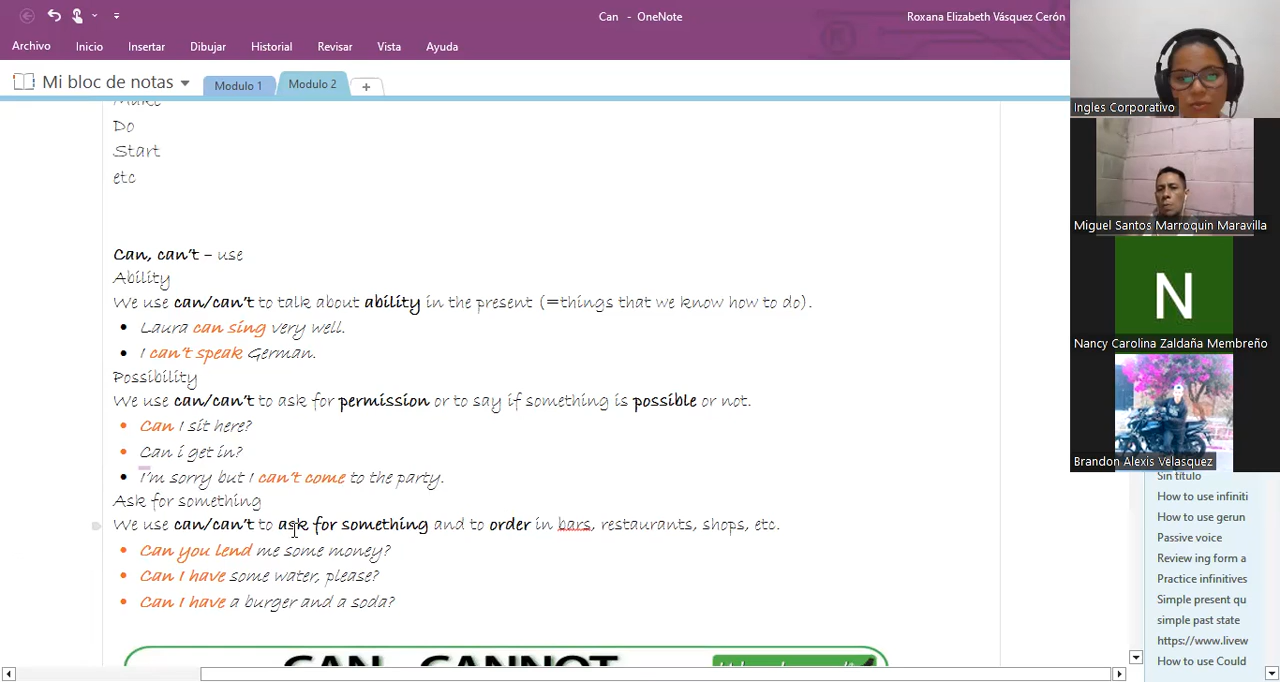 Can - OneNote
Roxana Elizabeth Vásquez Cerón
Archivo Inicio Insertar Dibujar Historial Revisar Vista Ayuda
Mi bloc de notas Modulo 1 Modulo 2 +
Make
Do
Start
etc
Can, can't – use
Ability
We use can/can't to talk about ability in the present (=things that we know how to do).
• Laura can sing very well.
• I can't speak German.
Possibility
We use can/can't to ask for permission or to say if something is possible or not.
• Can I sit here?
• Can i get in?
• I'm sorry but I can't come to the party.
Ask for something
We use can/can't to ask for something and to order in bars, restaurants, shops, etc.
• Can you lend me some money?
• Can I have some water, please?
• Can I have a burger and a soda?
CAN - CANNOT
Ingles Corporativo
Miguel Santos Marroquin Maravilla
N
Nancy Carolina Zaldaña Membreño
Brandon Alexis Velasquez
Sin título
How to use infiniti
How to use gerun
Passive voice
Review ing form a
Practice infinitives
Simple present qu
simple past state
https://www.livew
How to use Could